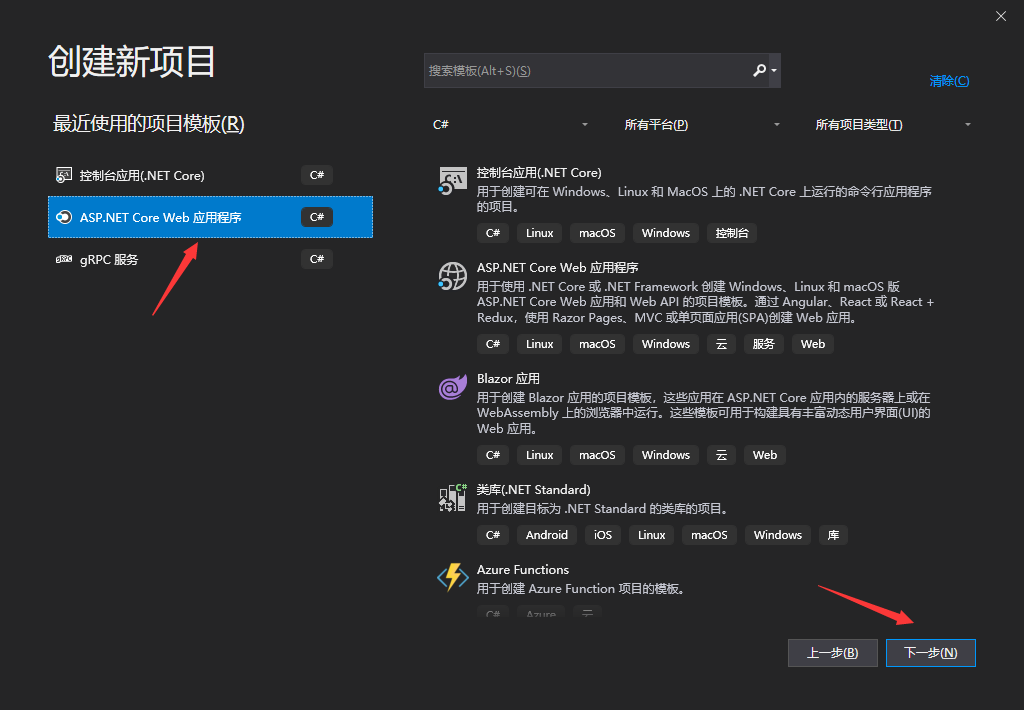 创建新项目
搜索模板(Alt+S)(S)
清除(C)
最近使用的项目模板(R)
C#
所有平台(P)
所有项目类型(T)
控制台应用(.NET Core)
C#
ASP.NET Core Web 应用程序
C#
gRPC
gRPC 服务
C#
C:\
控制台应用(.NET Core)
用于创建可在 Windows、Linux 和 MacOS 上的 .NET Core 上运行的命令行应用程序
的项目。
C# Linux macOS Windows 控制台
ASP.NET Core Web 应用程序
用于使用 .NET Core 或 .NET Framework 创建 Windows、Linux 和 macOS 版
ASP.NET Core Web 应用和 Web API 的项目模板。通过 Angular、React 或 React +
Redux，使用 Razor Pages、MVC 或单页面应用(SPA)创建 Web 应用。
C# Linux macOS Windows 云 服务 Web
Blazor 应用
用于创建 Blazor 应用的项目模板，这些应用在 ASP.NET Core 应用内的服务器上或在
WebAssembly 上的浏览器中运行。这些模板可用于构建具有丰富动态用户界面(UI)的
Web 应用。
C# Linux macOS Windows 云 Web
C#
类库(.NET Standard)
用于创建目标为 .NET Standard 的类库的项目。
C# Android iOS Linux macOS Windows 库
Azure Functions
用于创建 Azure Function 项目的模板。
C# Azure 云
上一步(B)
下一步(N)